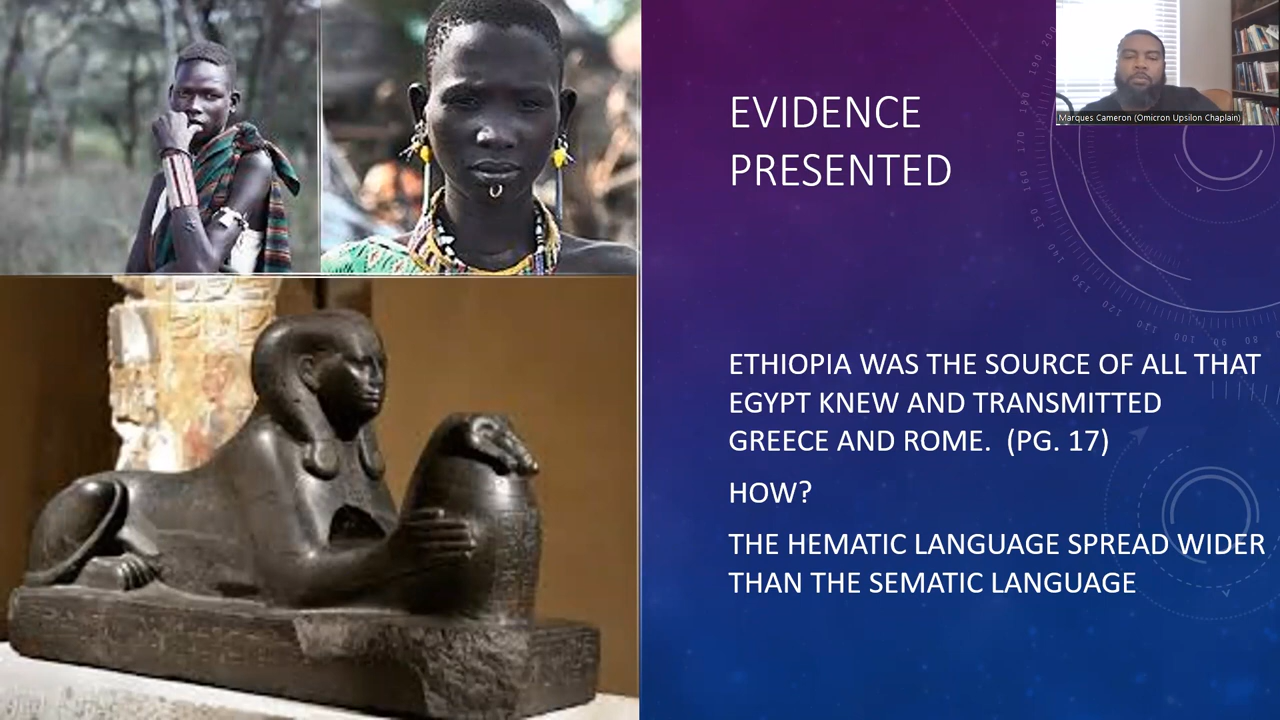 Marques Cameron (Omicron Upsilon Chaplain)
EVIDENCE
PRESENTED
ETHIOPIA WAS THE SOURCE OF ALL THAT
EGYPT KNEW AND TRANSMITTED
GREECE AND ROME. (PG. 17)
HOW?
THE HEMATIC LANGUAGE SPREAD WIDER
THAN THE SEMATIC LANGUAGE